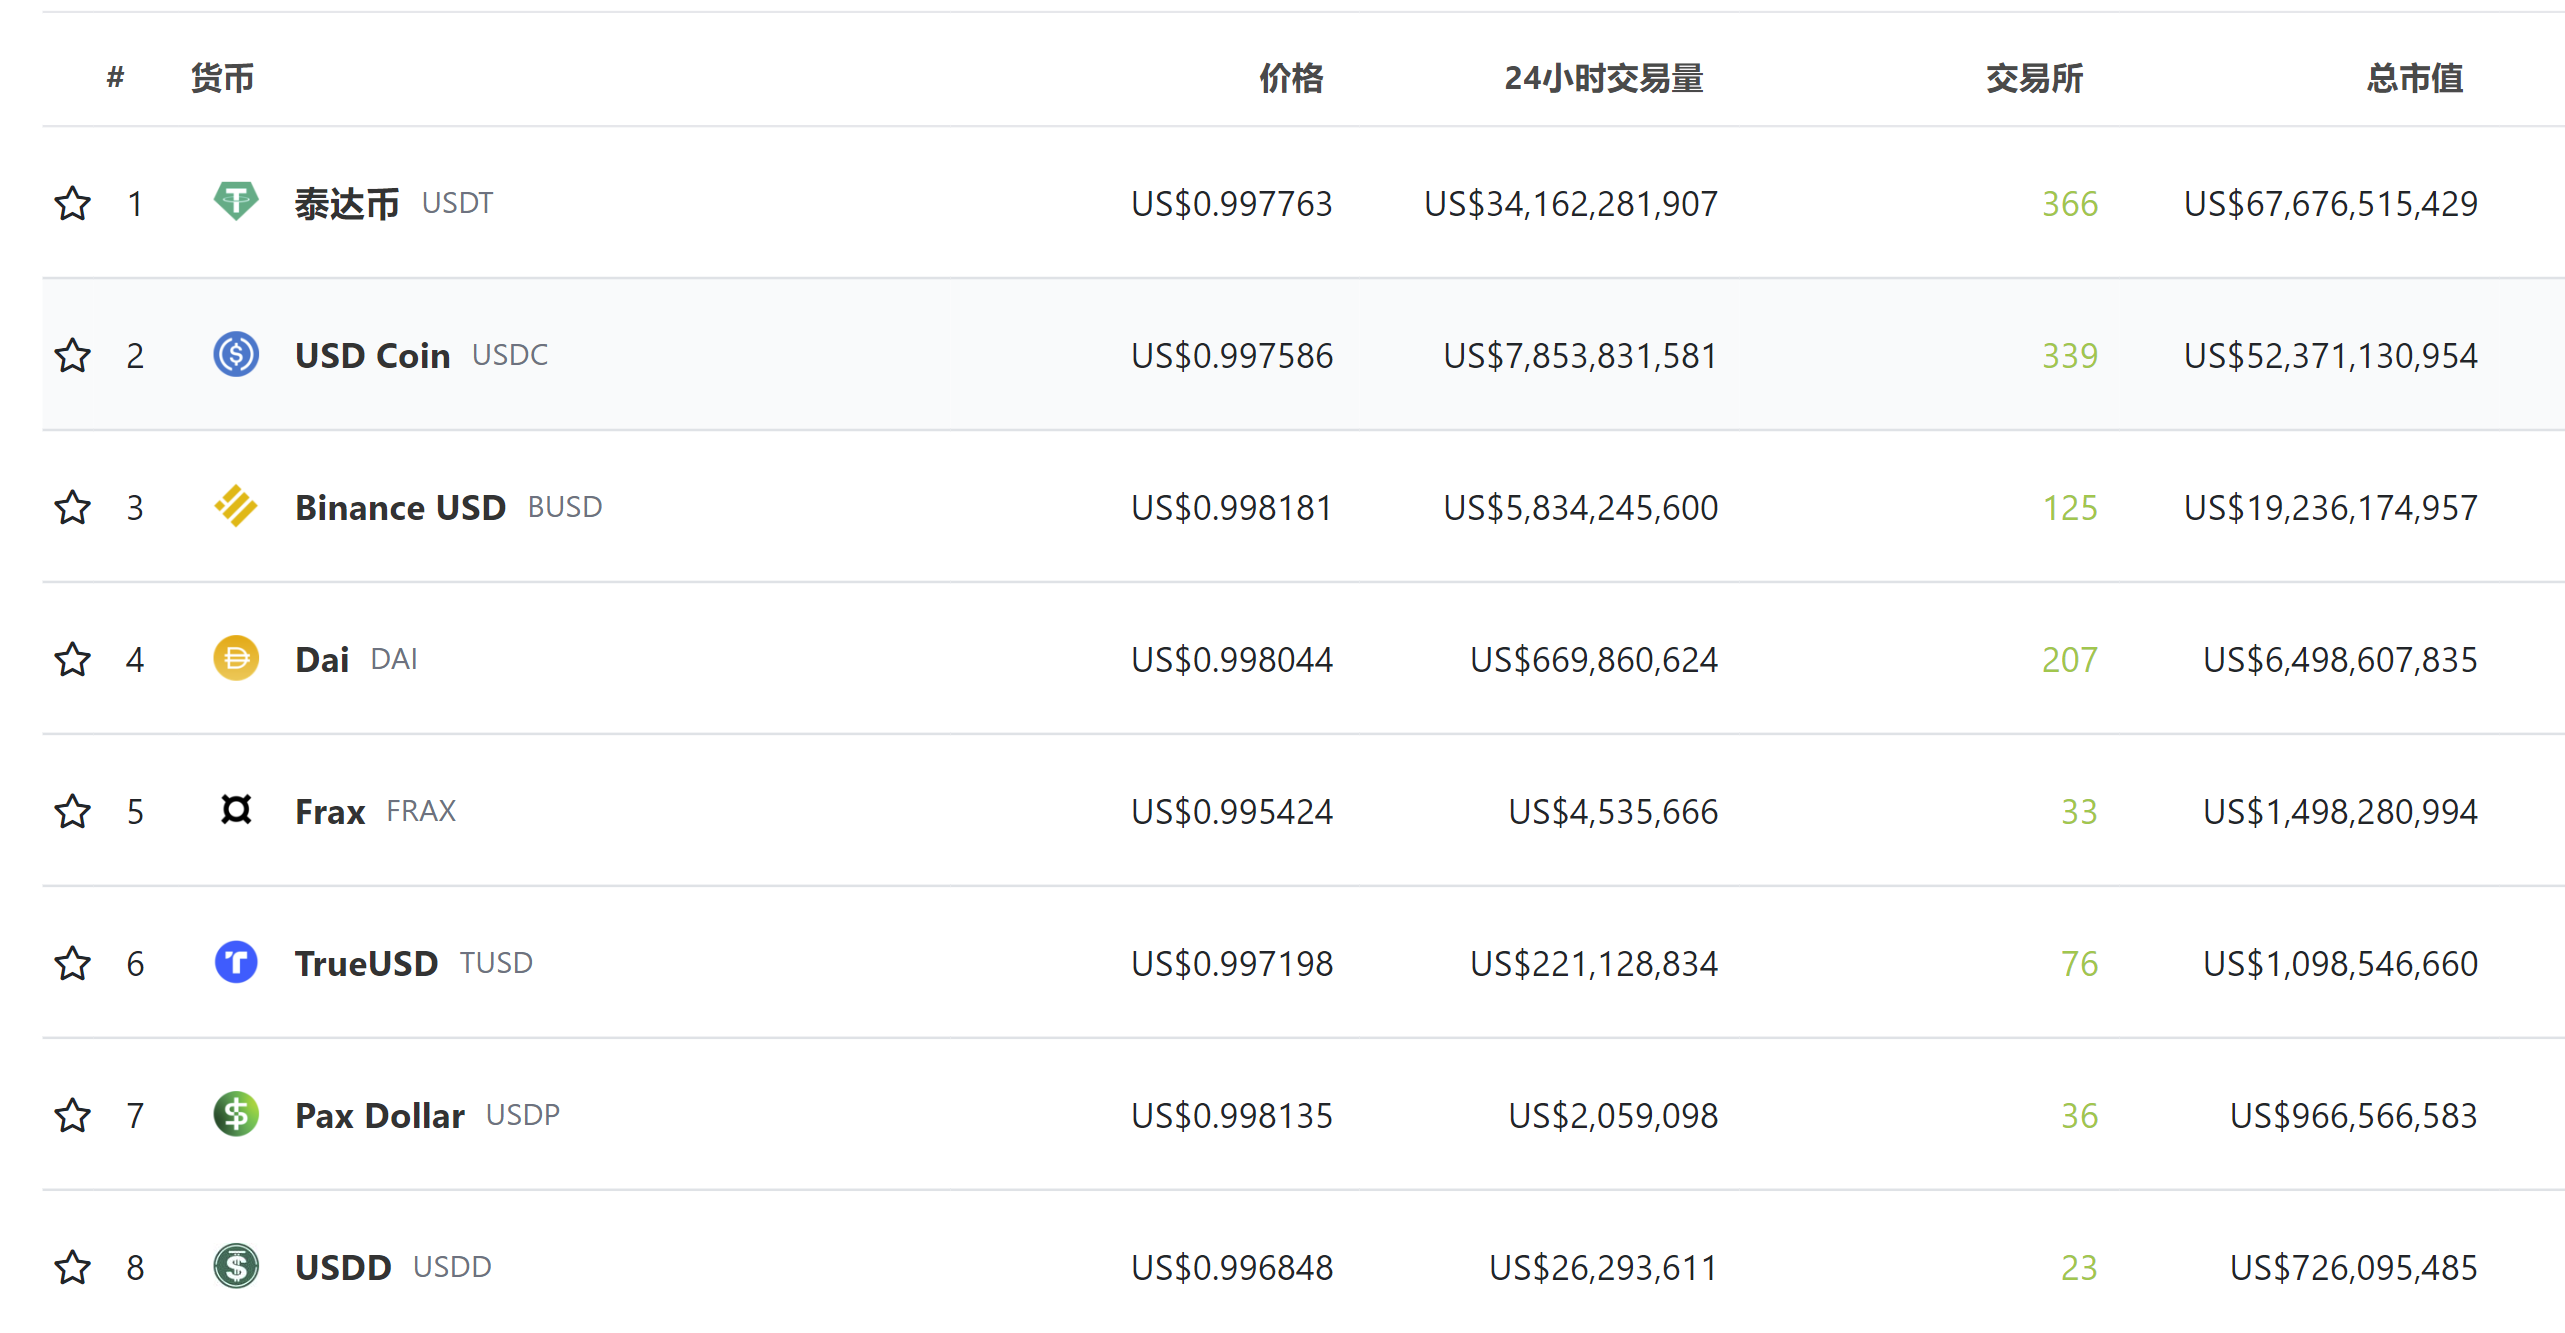 # 货币 价格 24小时交易量 交易所 总市值
1 泰达币 USDT US$0.997763 US$34,162,281,907 366 US$67,676,515,429
2 USD Coin USDC US$0.997586 US$7,853,831,581 339 US$52,371,130,954
3 Binance USD BUSD US$0.998181 US$5,834,245,600 125 US$19,236,174,957
4 Dai DAI US$0.998044 US$669,860,624 207 US$6,498,607,835
5 Frax FRAX US$0.995424 US$4,535,666 33 US$1,498,280,994
6 TrueUSD TUSD US$0.997198 US$221,128,834 76 US$1,098,546,660
7 Pax Dollar USDP US$0.998135 US$2,059,098 36 US$966,566,583
8 USDD USDD US$0.996848 US$26,293,611 23 US$726,095,485